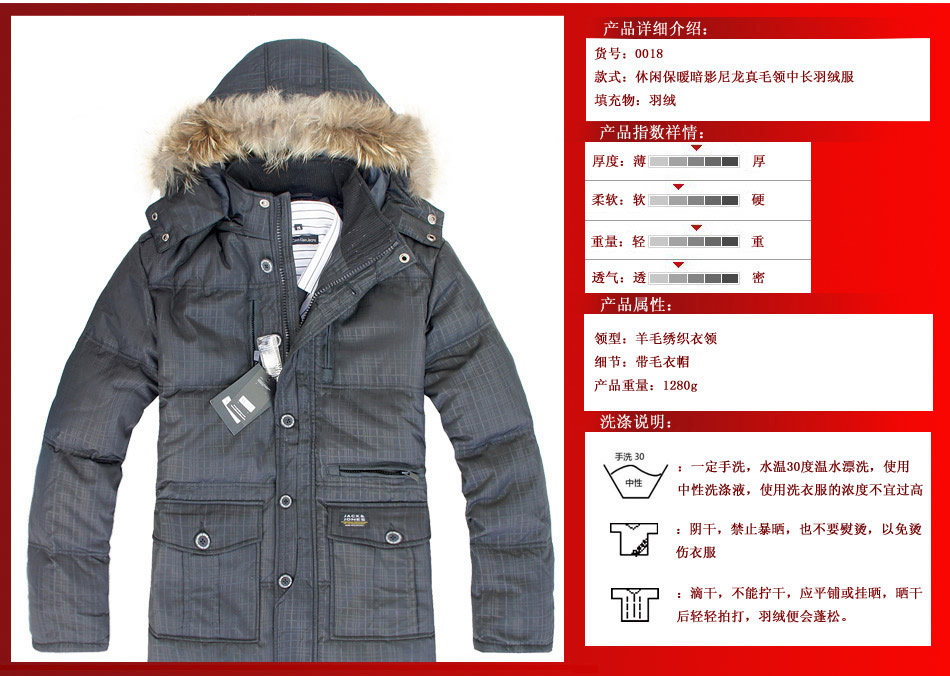 产品详细介绍：
货号：0018
款式：休闲保暖暗影尼龙真毛领中长羽绒服
填充物：羽绒
产品指数祥情：
厚度：薄 厚
柔软：软 硬
重量：轻 重
透气：透 密
产品属性：
领型：羊毛绣织衣领
细节：带毛衣帽
产品重量：1280g
洗涤说明：
手洗 30
中性
：一定手洗，水温30度温水漂洗，使用
中性洗涤液，使用洗衣服的浓度不宜过高
：阴干，禁止暴晒，也不要熨烫，以免烫
伤衣服
：滴干，不能拧干，应平铺或挂晒，晒干
后轻轻拍打，羽绒便会蓬松。
JACK&
JONES